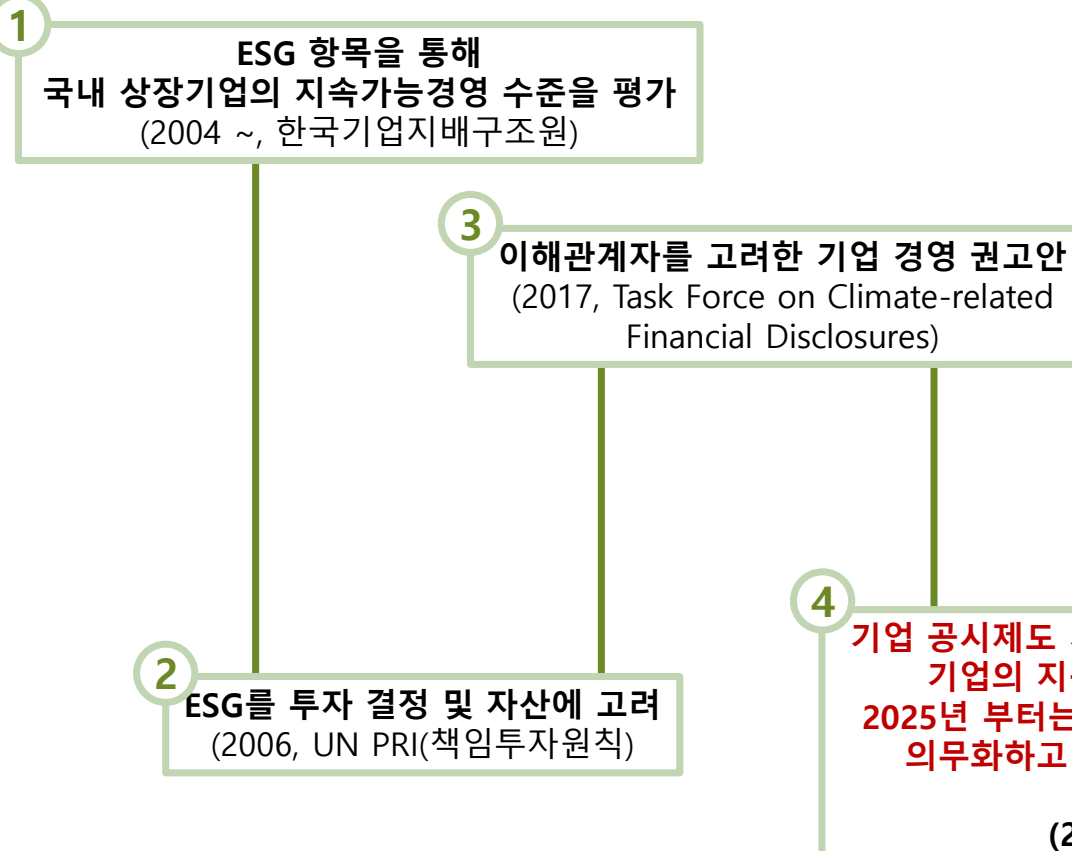 1
ESG 항목을 통해
국내 상장기업의 지속가능경영 수준을 평가
(2004 ~, 한국기업지배구조원)
3
이해관계자를 고려한 기업 경영 권고안
(2017, Task Force on Climate-related
Financial Disclosures)
2
ESG를 투자 결정 및 자산에 고려
(2006, UN PRI(책임투자원칙)
4
기업 공시제도
기업의
2025년 부터는
의무화하고
(2